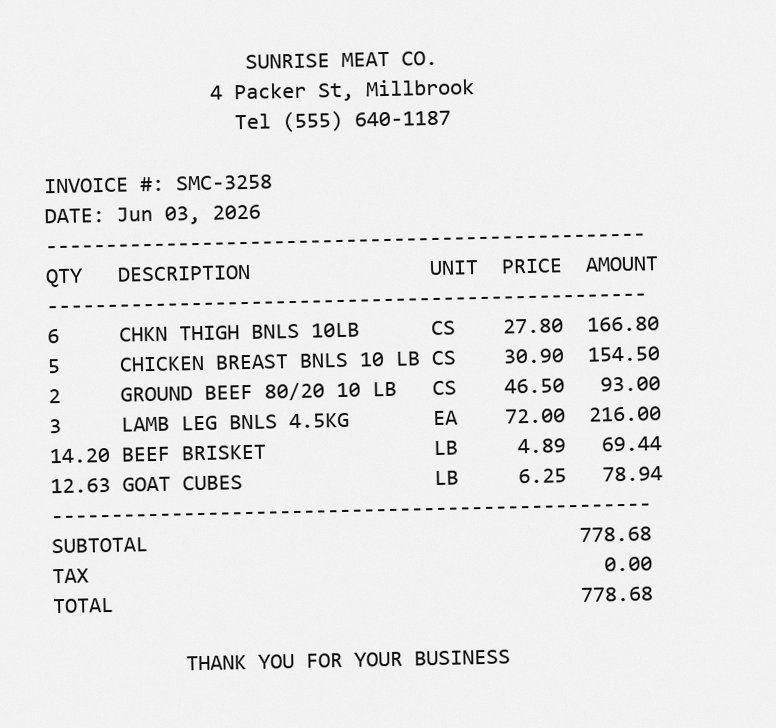 SUNRISE MEAT CO.
4 Packer St, Millbrook
Tel (555) 640-1187
INVOICE #: SMC-3258
DATE: Jun 03, 2026
--------------------------------------------------
QTY DESCRIPTION UNIT PRICE AMOUNT
--------------------------------------------------
6 CHKN THIGH BNLS 10LB CS 27.80 166.80
5 CHICKEN BREAST BNLS 10 LB CS 30.90 154.50
2 GROUND BEEF 80/20 10 LB CS 46.50 93.00
3 LAMB LEG BNLS 4.5KG EA 72.00 216.00
14.20 BEEF BRISKET LB 4.89 69.44
12.63 GOAT CUBES LB 6.25 78.94
--------------------------------------------------
SUBTOTAL 778.68
TAX 0.00
TOTAL 778.68
THANK YOU FOR YOUR BUSINESS